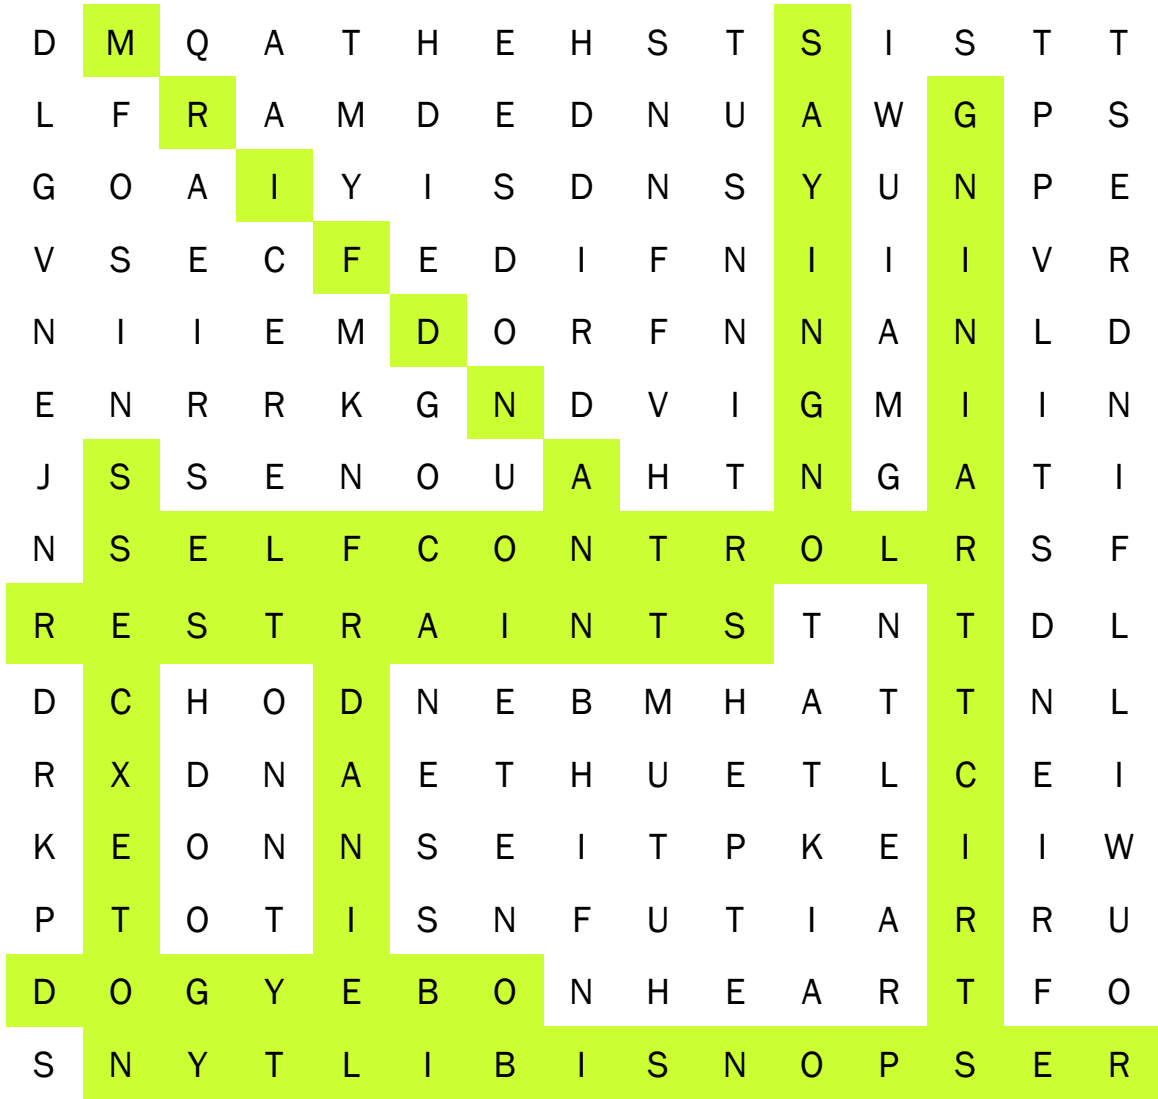 D M Q A T H E H S T S I S T T
L F R A M D E D N U A W G P S
G O A I Y I S D N S Y U N P E
V S E C F E D I F N I I I V R
N I I E M D O R F N N A N L D
E N R R K G N D V I G M I I N
J S S E N O U A H T N G A T I
N S E L F C O N T R O L R S F
R E S T R A I N T S T N T D L
D C H O D N E B M H A T T N L
R X D N A E T H U E T L C E I
K E O N N S E I T P K E I I W
P T O T I S N F U T I A R R U
D O G Y E B O N H E A R T F O
S N Y T L I B I S N O P S E R